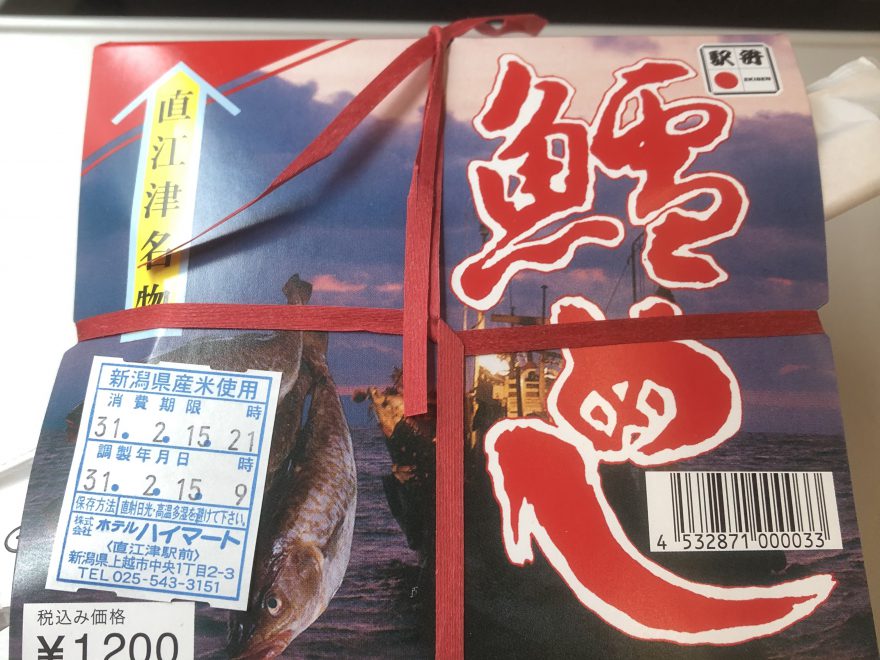 直江津名物
駅弁
EKIBEN
鱈めし
新潟県産米使用
消費期限 時
31. 2. 15. 21
調製年月日 時
31. 2. 15. 9
保存方法 直射日光・高温多湿を避けて下さい。
株式会社 ホテルハイマート
〈直江津駅前〉
新潟県上越市中央1丁目2-3
TEL 025-543-3151
税込み価格
¥1200
4 532871 000033